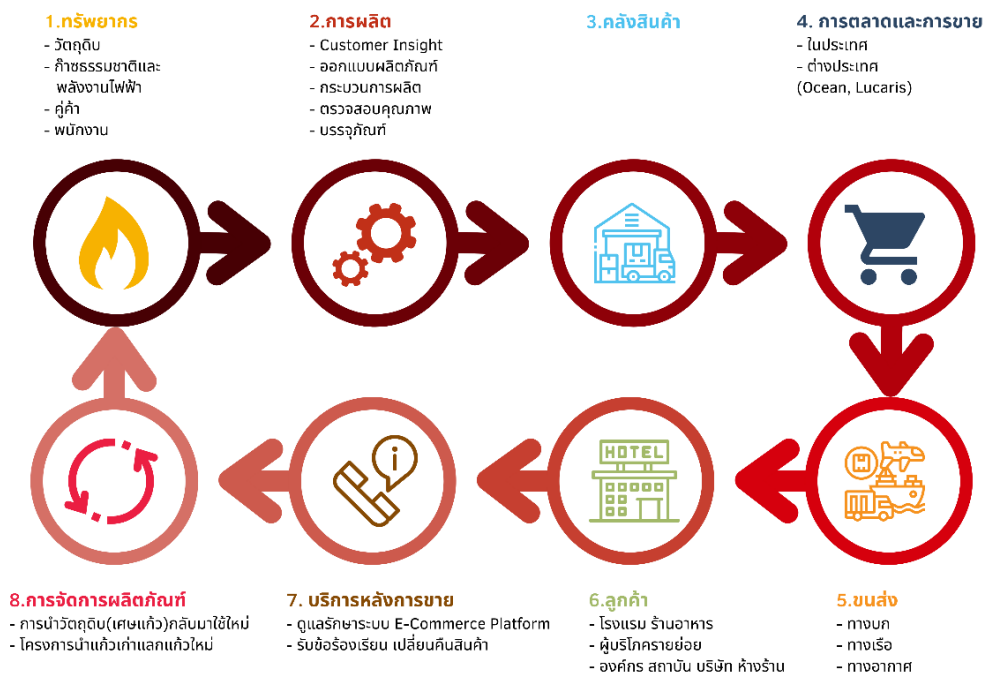 1.ทรัพยากร
- วัตถุดิบ
- ก๊าซธรรมชาติและ
พลังงานไฟฟ้า
- คู่ค้า
- พนักงาน
2.การผลิต
- Customer Insight
- ออกแบบผลิตภัณฑ์
- กระบวนการผลิต
- ตรวจสอบคุณภาพ
- บรรจุภัณฑ์
3.คลังสินค้า
4. การตลาดและการขาย
- ในประเทศ
- ต่างประเทศ
(Ocean, Lucaris)
HOTEL
8.การจัดการผลิตภัณฑ์
- การนำวัตถุดิบ(เศษแก้ว)กลับมาใช้ใหม่
- โครงการนำแก้วเก่าแลกแก้วใหม่
7. บริการหลังการขาย
- ดูแลรักษาระบบ E-Commerce Platform
- รับข้อร้องเรียน เปลี่ยนคืนสินค้า
6.ลูกค้า
- โรงแรม ร้านอาหาร
- ผู้บริโภครายย่อย
- องค์กร สถาบัน บริษัท ห้างร้าน
5.ขนส่ง
- ทางบก
- ทางเรือ
- ทางอากาศ